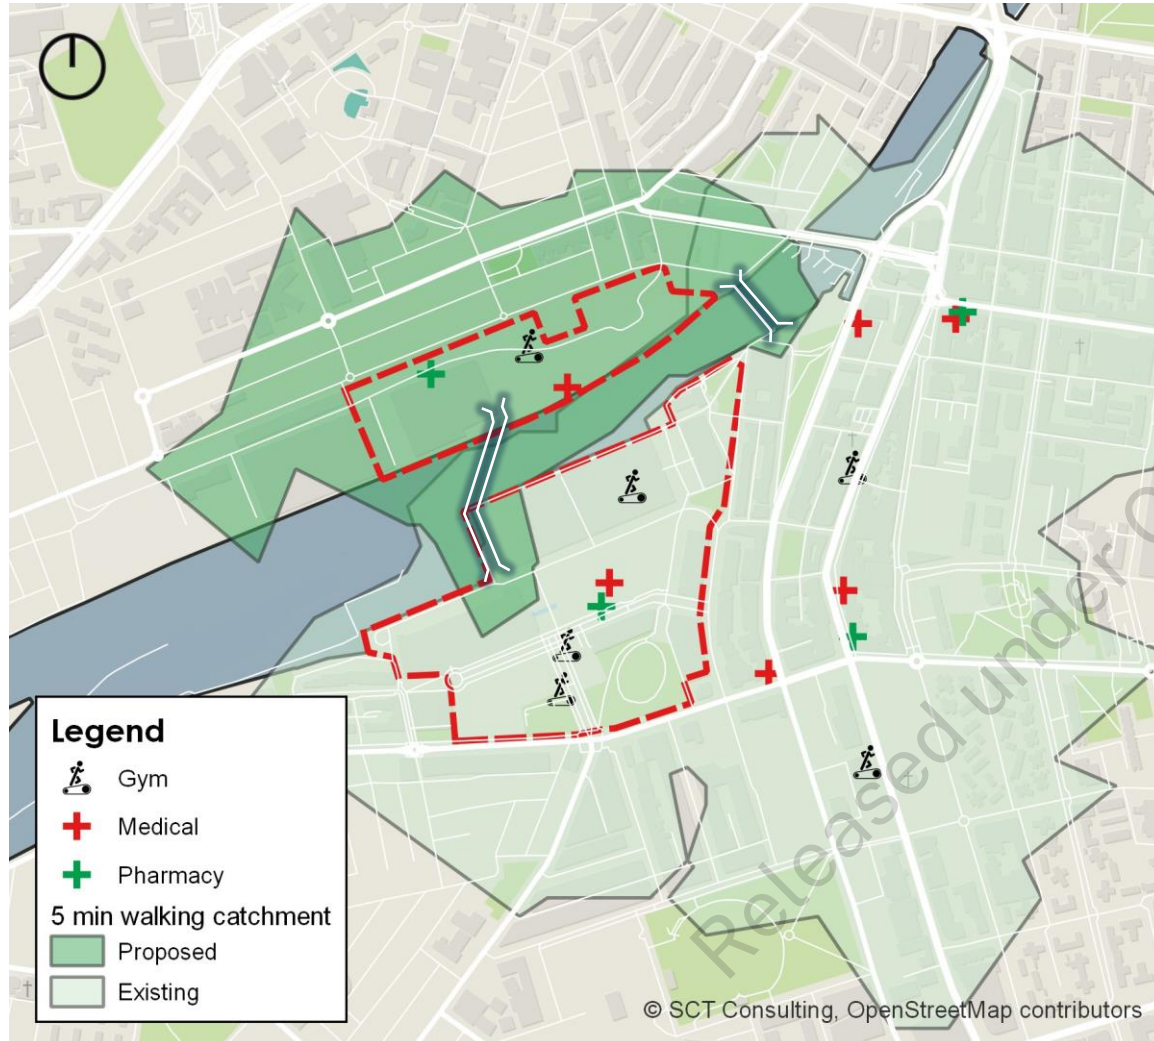 Legend
Gym
Medical
Pharmacy
5 min walking catchment
Proposed
Existing
Released under O
© SCT Consulting, OpenStreetMap contributors